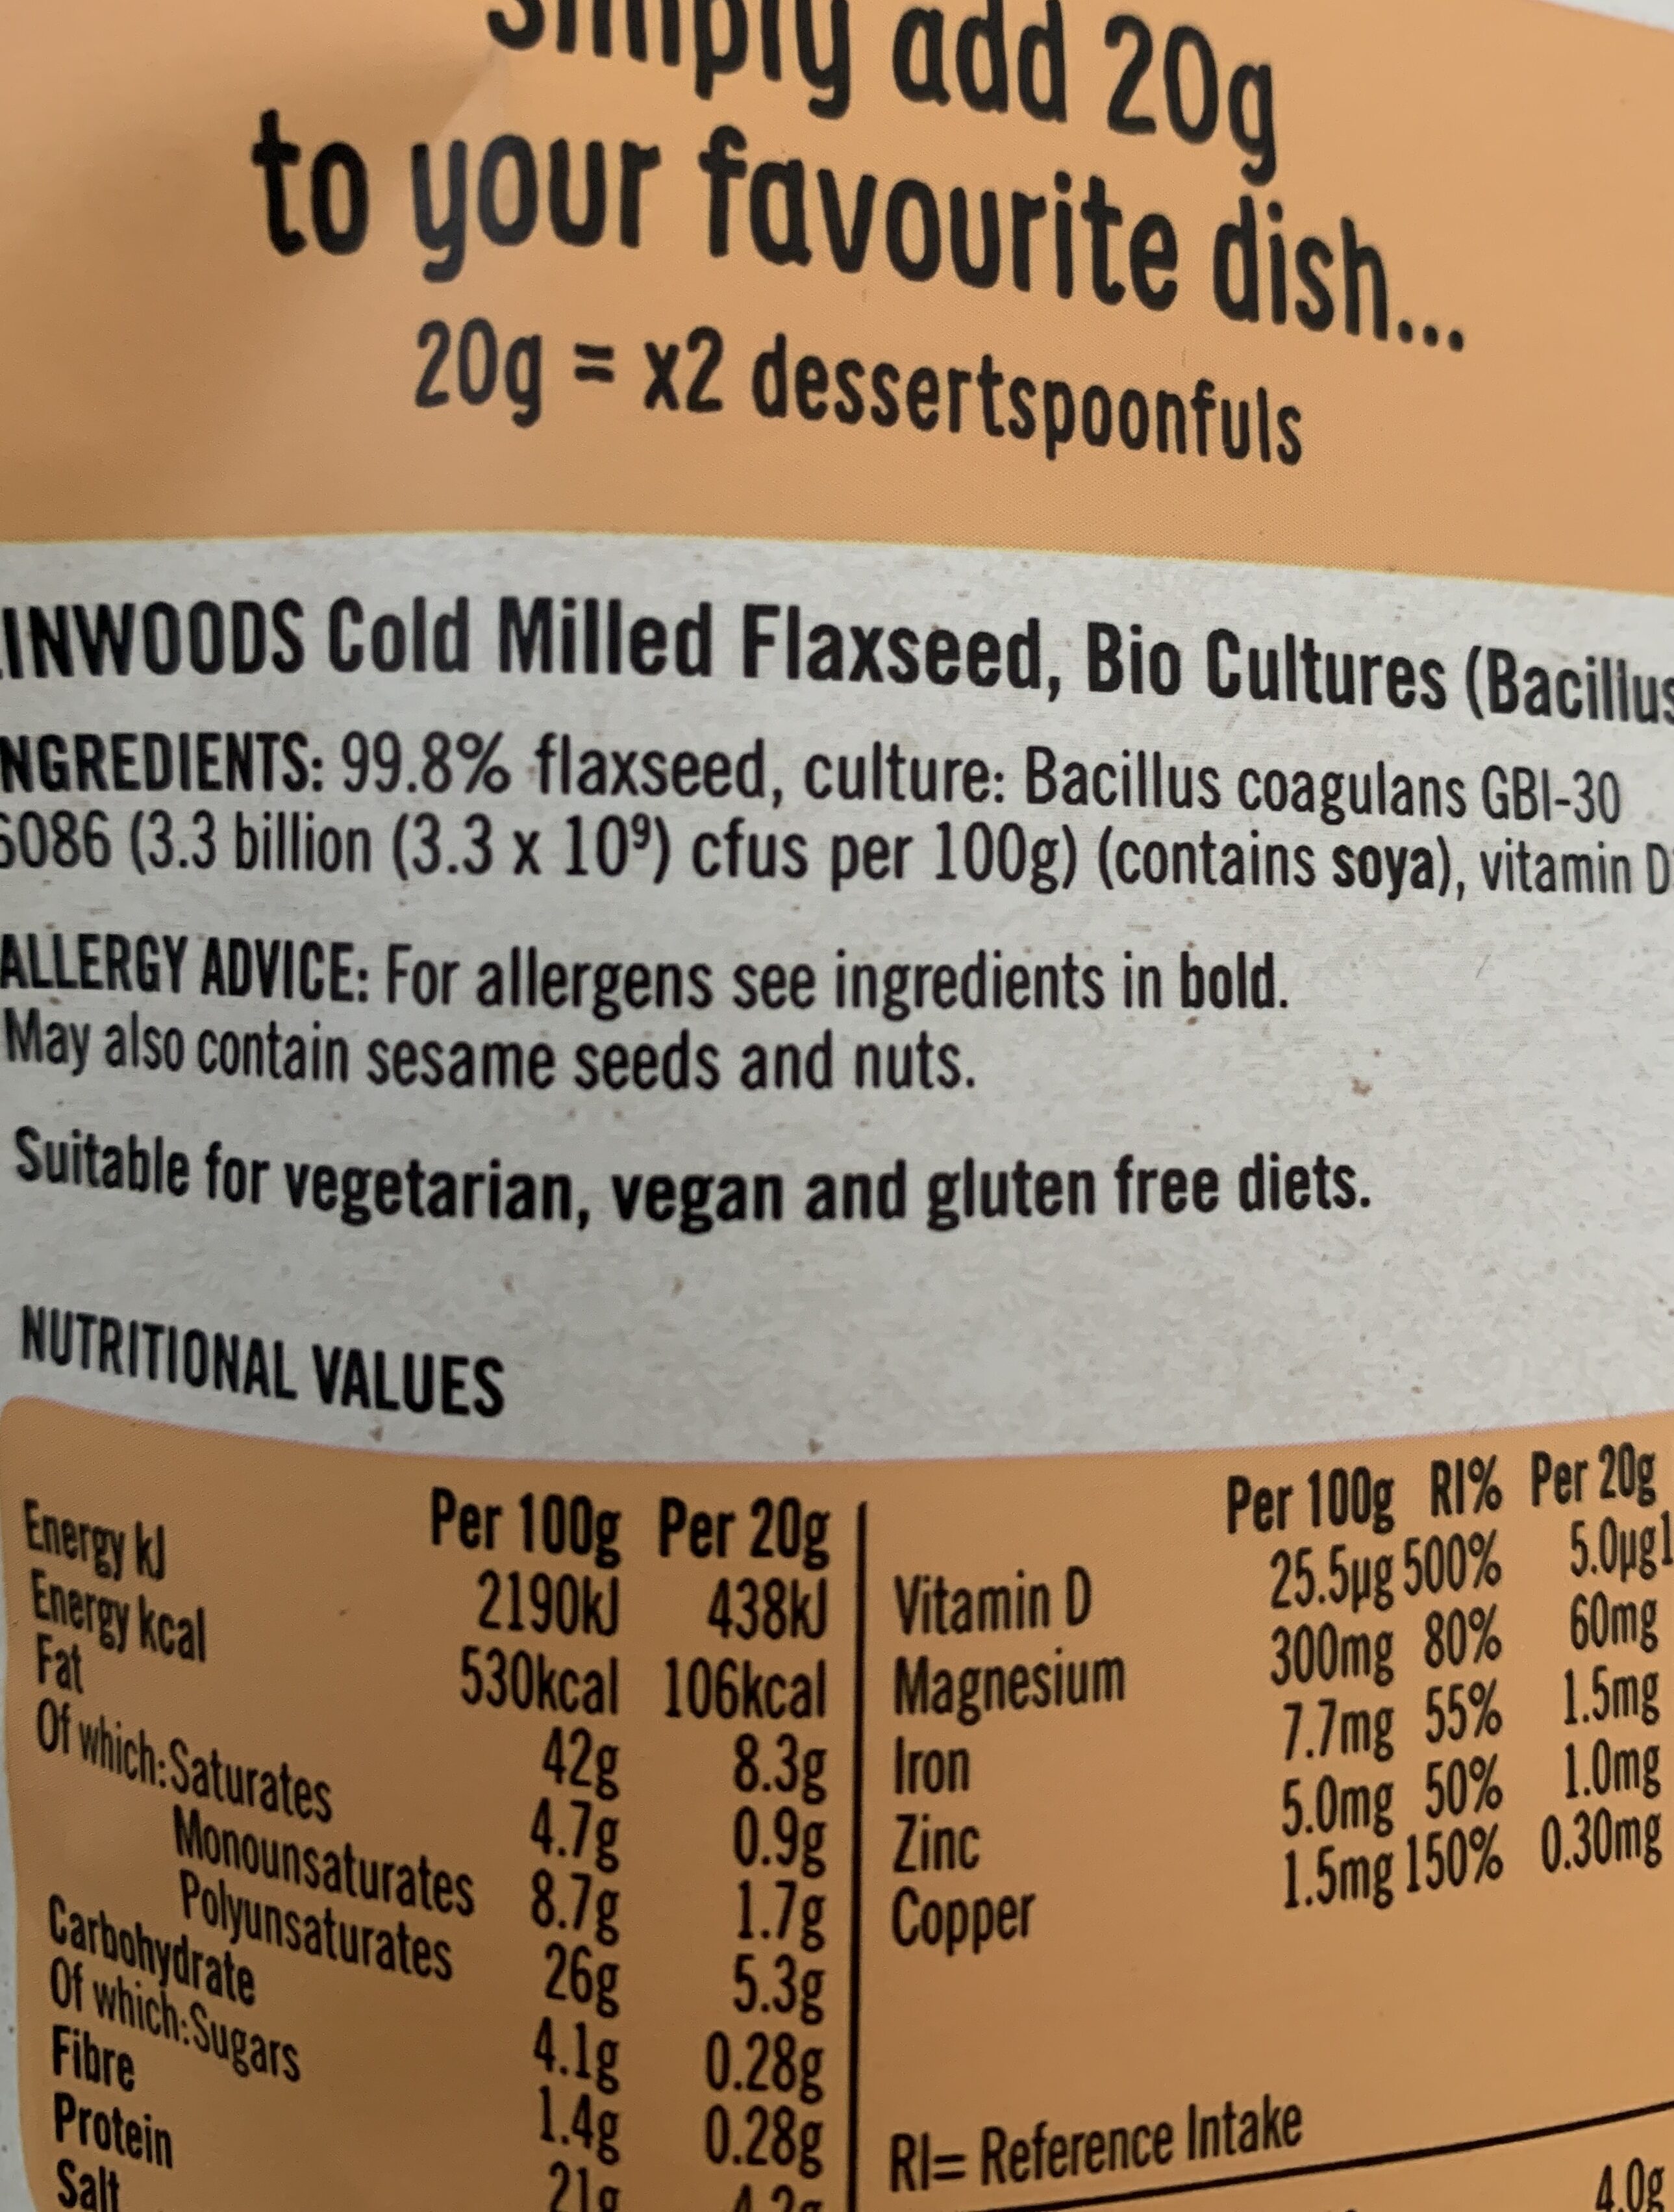 Simply add 20g
to your favourite dish...
20g = x2 dessertspoonfuls
INWOODS Cold Milled Flaxseed, Bio Cultures (Bacillus
NGREDIENTS: 99.8% flaxseed, culture: Bacillus coagulans GBI-30
6086 (3.3 billion (3.3 x 10⁹) cfus per 100g) (contains soya), vitamin D
ALLERGY ADVICE: For allergens see ingredients in bold.
May also contain sesame seeds and nuts.
Suitable for vegetarian, vegan and gluten free diets.
NUTRITIONAL VALUES
Per 100g Per 20g
Energy kJ 2190kJ 438kJ
Energy kcal 530kcal 106kcal
Fat 42g 8.3g
Of which: Saturates 4.7g 0.9g
Monounsaturates 8.7g 1.7g
Polyunsaturates 26g 5.3g
Carbohydrate 4.1g 0.28g
Of which: Sugars 1.4g 0.28g
Fibre 21g 4.2g
Protein
Salt
Per 100g RI% Per 20g
Vitamin D 25.5µg 500% 5.0µg 1
Magnesium 300mg 80% 60mg
Iron 7.7mg 55% 1.5mg
Zinc 5.0mg 50% 1.0mg
Copper 1.5mg 150% 0.30mg
RI= Reference Intake
4.0g